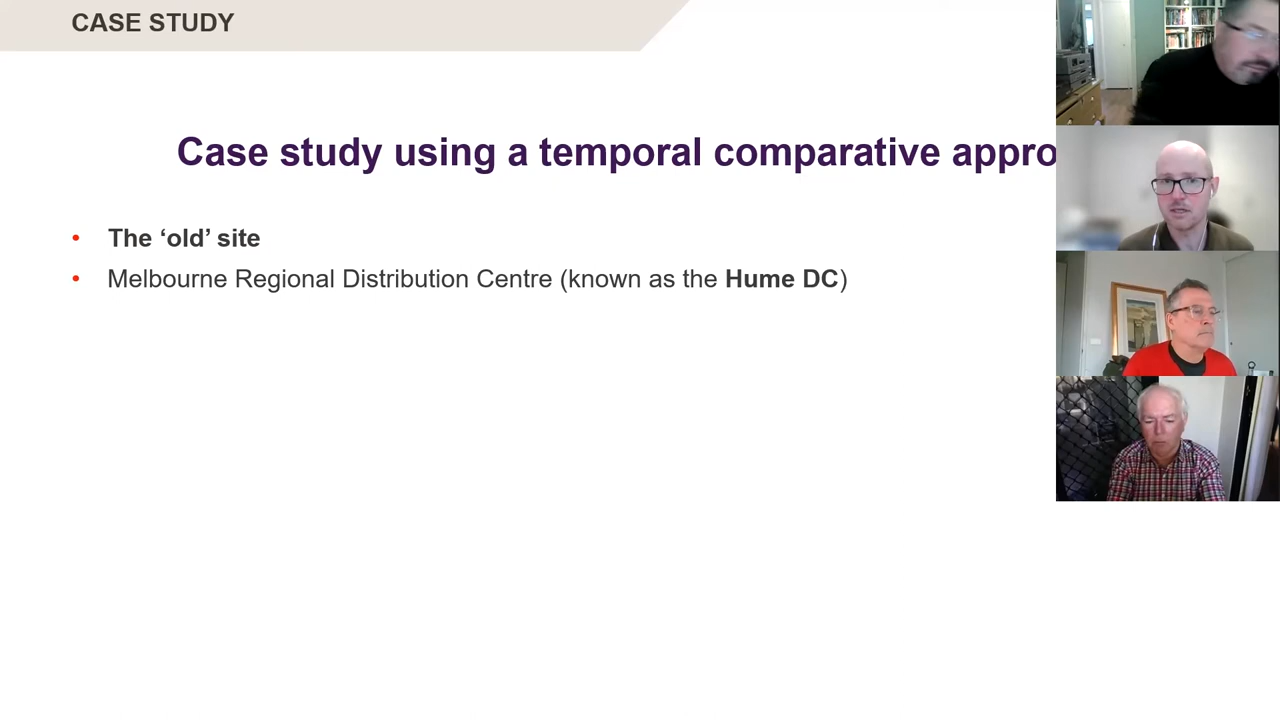 CASE STUDY
Case study using a temporal comparative appro
The ‘old’ site
Melbourne Regional Distribution Centre (known as the Hume DC)